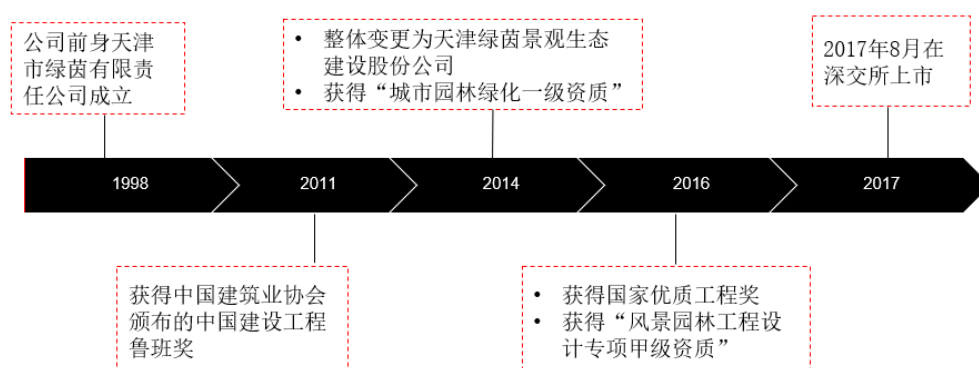 公司前身天津
市绿茵有限责
任公司成立
• 整体变更为天津绿茵景观生态
建设股份公司
• 获得“城市园林绿化一级资质”
2017年8月在
深交所上市
1998
2011
2014
2016
2017
获得中国建筑业协会
颁布的中国建设工程
鲁班奖
• 获得国家优质工程奖
• 获得“风景园林工程设
计专项甲级资质”